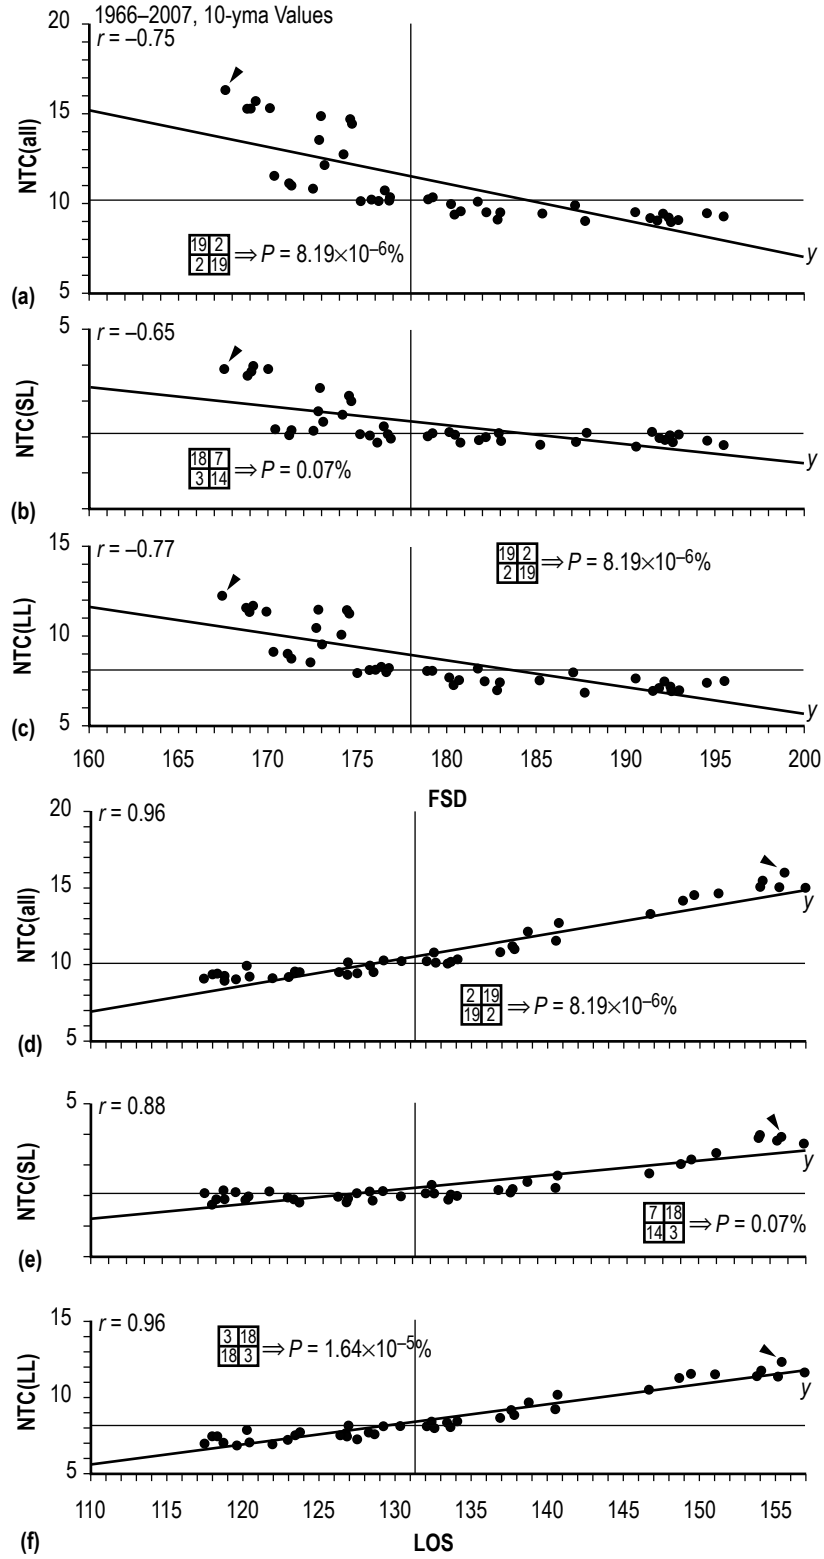 1966–2007, 10-yma Values
r = –0.75
20
15
10
5
NTC(all)
19 2
2 19
⇒ P = 8.19×10⁻⁶%
y
(a)
r = –0.65
5
NTC(SL)
18 7
3 14
⇒ P = 0.07%
y
(b)
r = –0.77
15
10
5
NTC(LL)
19 2
2 19
⇒ P = 8.19×10⁻⁶%
y
(c)
160 165 170 175 180 185 190 195 200
FSD
r = 0.96
20
15
10
5
NTC(all)
2 19
19 2
⇒ P = 8.19×10⁻⁶%
y
(d)
r = 0.88
5
NTC(SL)
7 18
14 3
⇒ P = 0.07%
y
(e)
r = 0.96
15
10
5
NTC(LL)
3 18
18 3
⇒ P = 1.64×10⁻⁵%
y
110 115 120 125 130 135 140 145 150 155
(f)
LOS